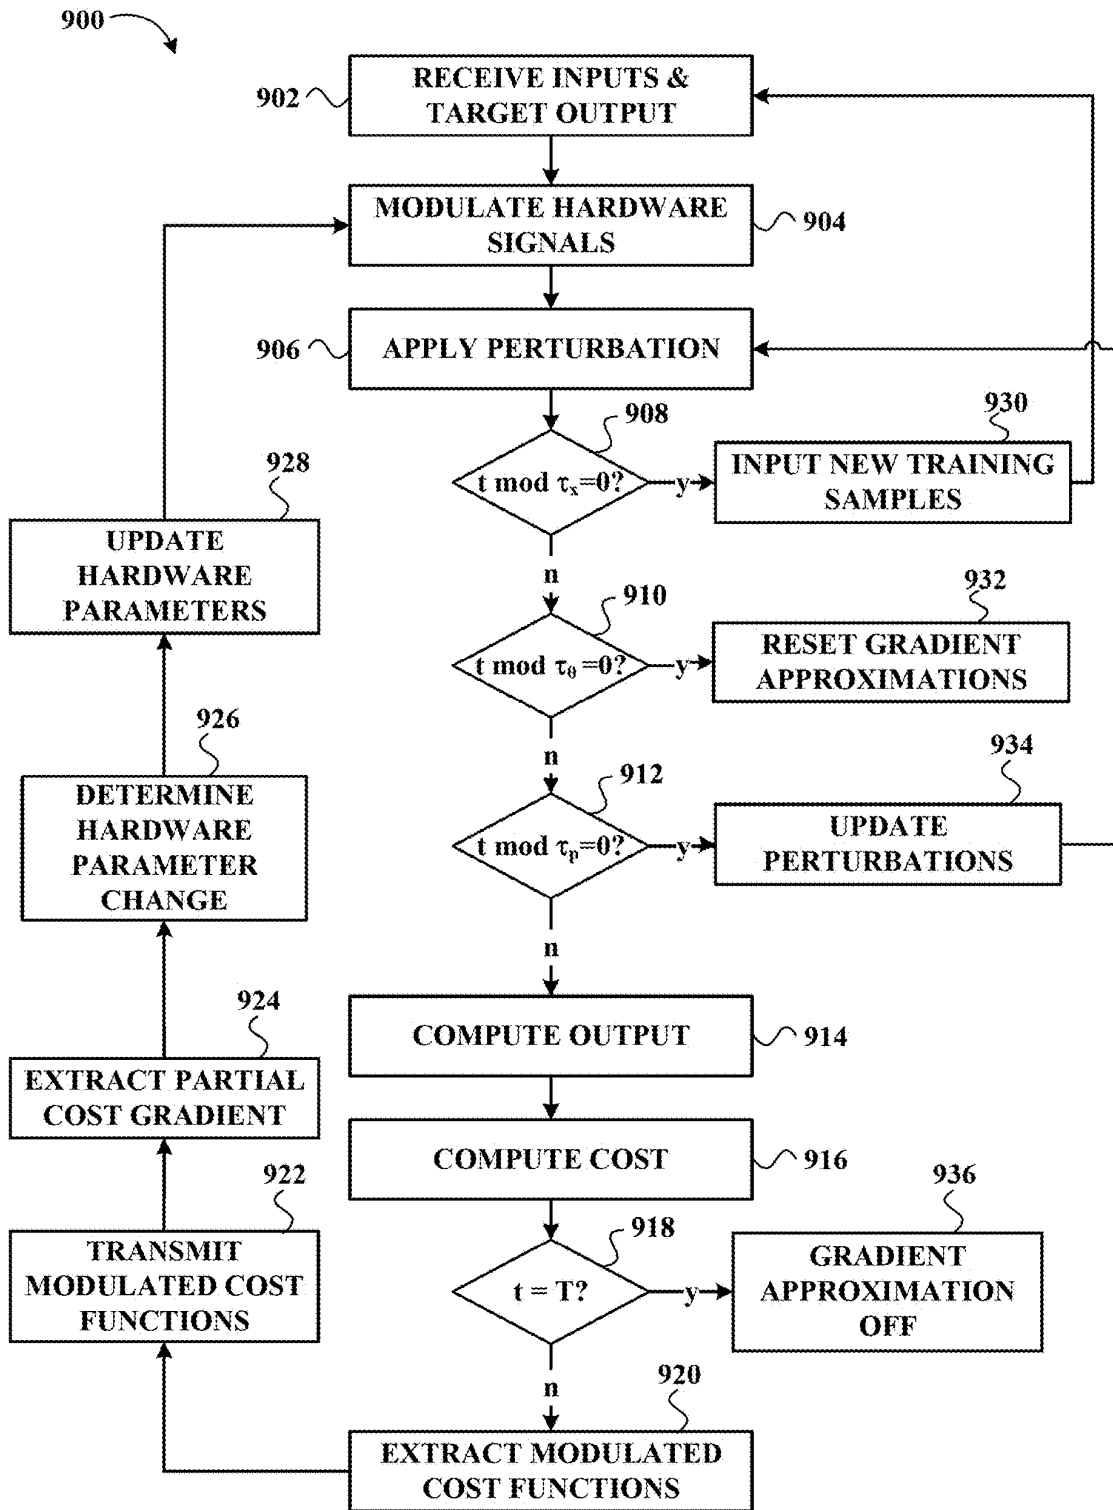 900
RECEIVE INPUTS &
TARGET OUTPUT
902
MODULATE HARDWARE
SIGNALS
904
APPLY PERTURBATION
906
908
t mod τx=0?
y
n
930
INPUT NEW TRAINING
SAMPLES
928
UPDATE
HARDWARE
PARAMETERS
910
t mod τθ=0?
y
n
932
RESET GRADIENT
APPROXIMATIONS
926
DETERMINE
HARDWARE
PARAMETER
CHANGE
912
t mod τp=0?
y
n
934
UPDATE
PERTURBATIONS
COMPUTE OUTPUT
914
924
EXTRACT PARTIAL
COST GRADIENT
COMPUTE COST
916
922
TRANSMIT
MODULATED COST
FUNCTIONS
918
t = T?
y
n
936
GRADIENT
APPROXIMATION
OFF
920
EXTRACT MODULATED
COST FUNCTIONS